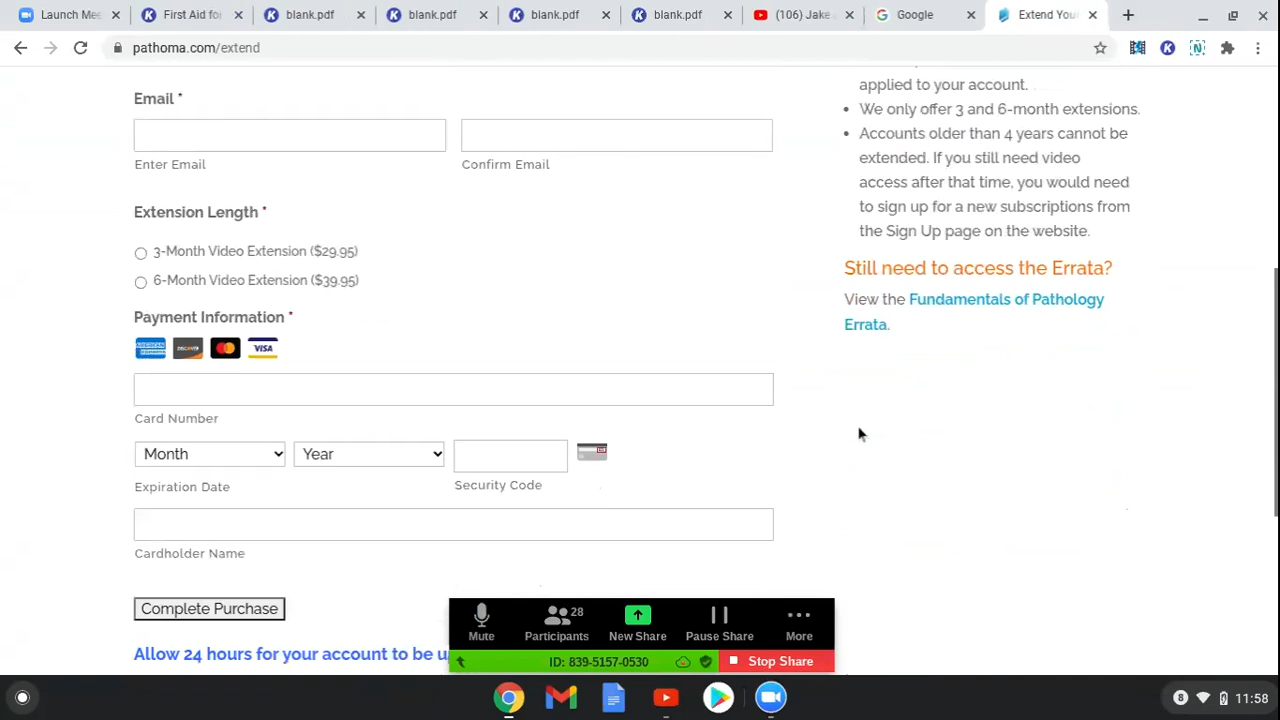 Launch Mee
First Aid for
blank.pdf
blank.pdf
blank.pdf
blank.pdf
(106) Jake
Google
Extend You
pathoma.com/extend
Email *
Enter Email
Confirm Email
Extension Length *
3-Month Video Extension ($29.95)
6-Month Video Extension ($39.95)
Payment Information *
AMERICAN EXPRESS
DISCOVER
VISA
Card Number
Month
Year
Expiration Date
Security Code
Cardholder Name
Complete Purchase
Allow 24 hours for your account to be u
applied to your account.
We only offer 3 and 6-month extensions.
Accounts older than 4 years cannot be
extended. If you still need video
access after that time, you would need
to sign up for a new subscriptions from
the Sign Up page on the website.
Still need to access the Errata?
View the Fundamentals of Pathology
Errata.
Mute
Participants
28
New Share
Pause Share
More
ID: 839-5157-0530
Stop Share
8
11:58